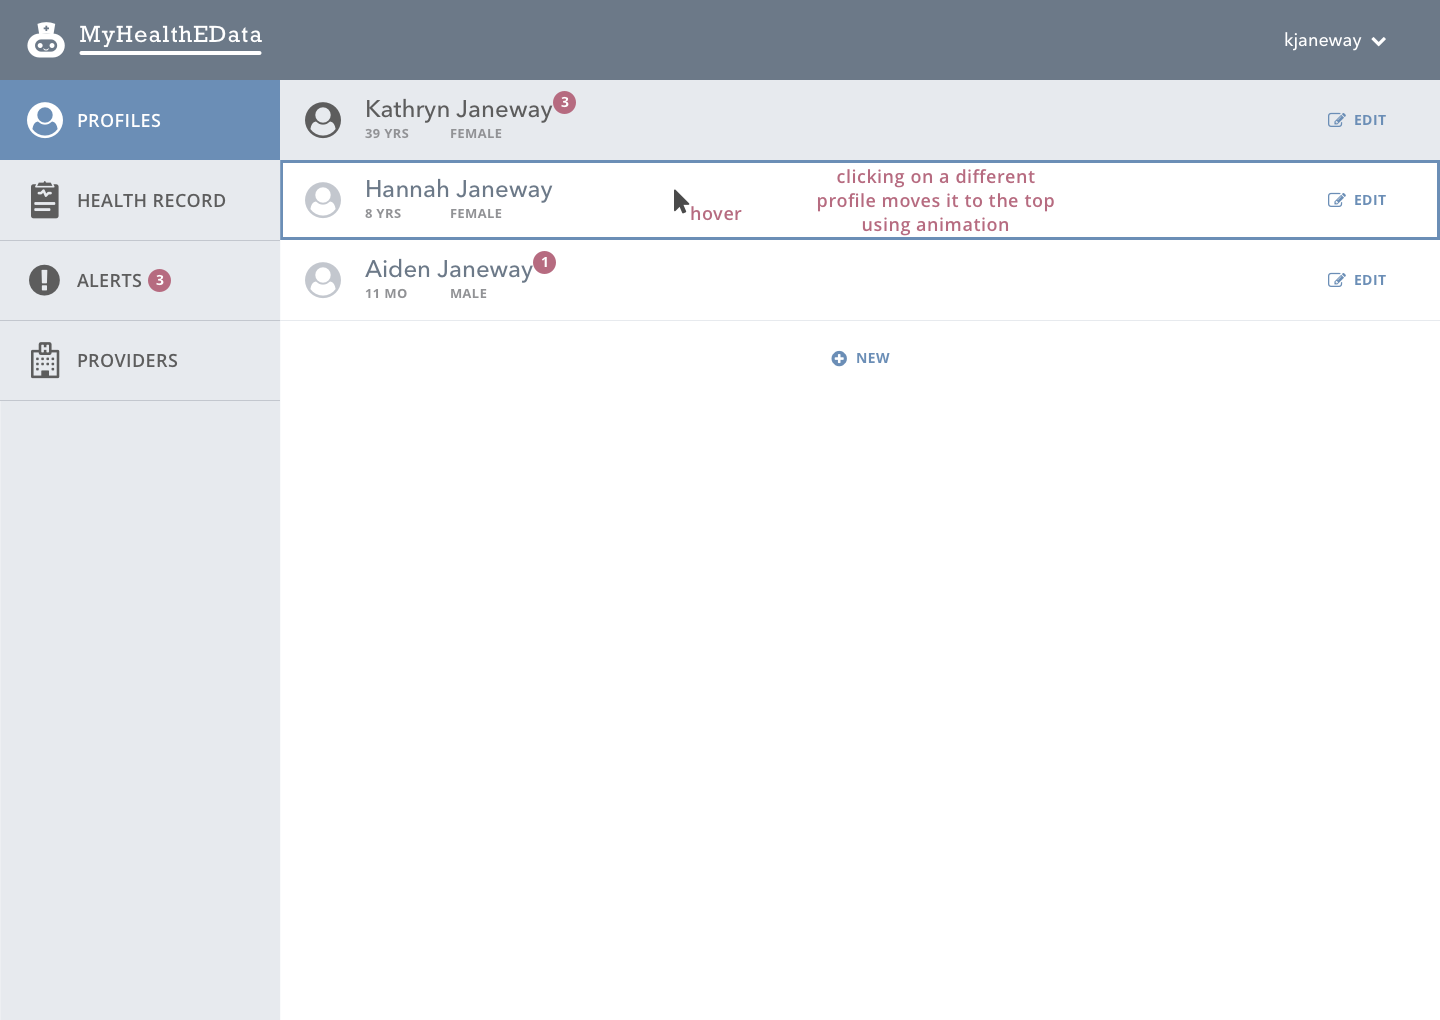 MyHealthEData
kjaneway
PROFILES
HEALTH RECORD
ALERTS 3
PROVIDERS
Kathryn Janeway 3
39 YRS FEMALE
EDIT
Hannah Janeway
8 YRS FEMALE
hover
clicking on a different
profile moves it to the top
using animation
EDIT
Aiden Janeway 1
11 MO MALE
EDIT
NEW